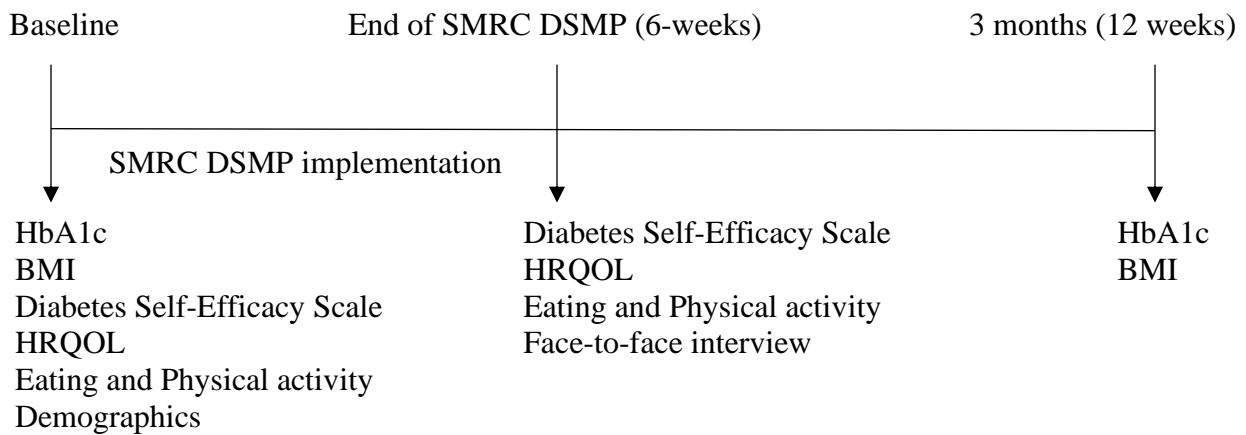 Baseline
End of SMRC DSMP (6-weeks)
3 months (12 weeks)
SMRC DSMP implementation
HbA1c
BMI
Diabetes Self-Efficacy Scale
HRQOL
Eating and Physical activity
Demographics
Diabetes Self-Efficacy Scale
HRQOL
Eating and Physical activity
Face-to-face interview
HbA1c
BMI